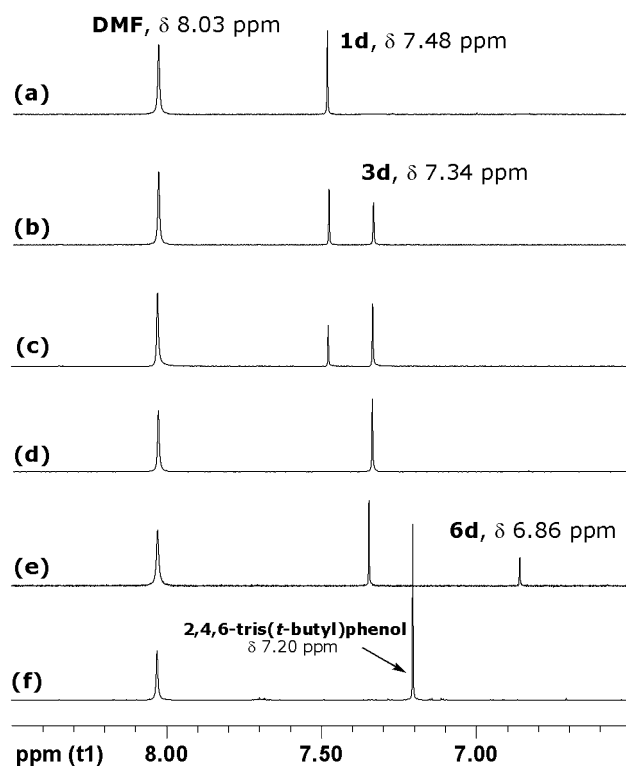 DMF, δ 8.03 ppm
1d, δ 7.48 ppm
(a)
3d, δ 7.34 ppm
(b)
(c)
(d)
6d, δ 6.86 ppm
(e)
2,4,6-tris(t-butyl)phenol
δ 7.20 ppm
(f)
ppm (t1) 8.00 7.50 7.00